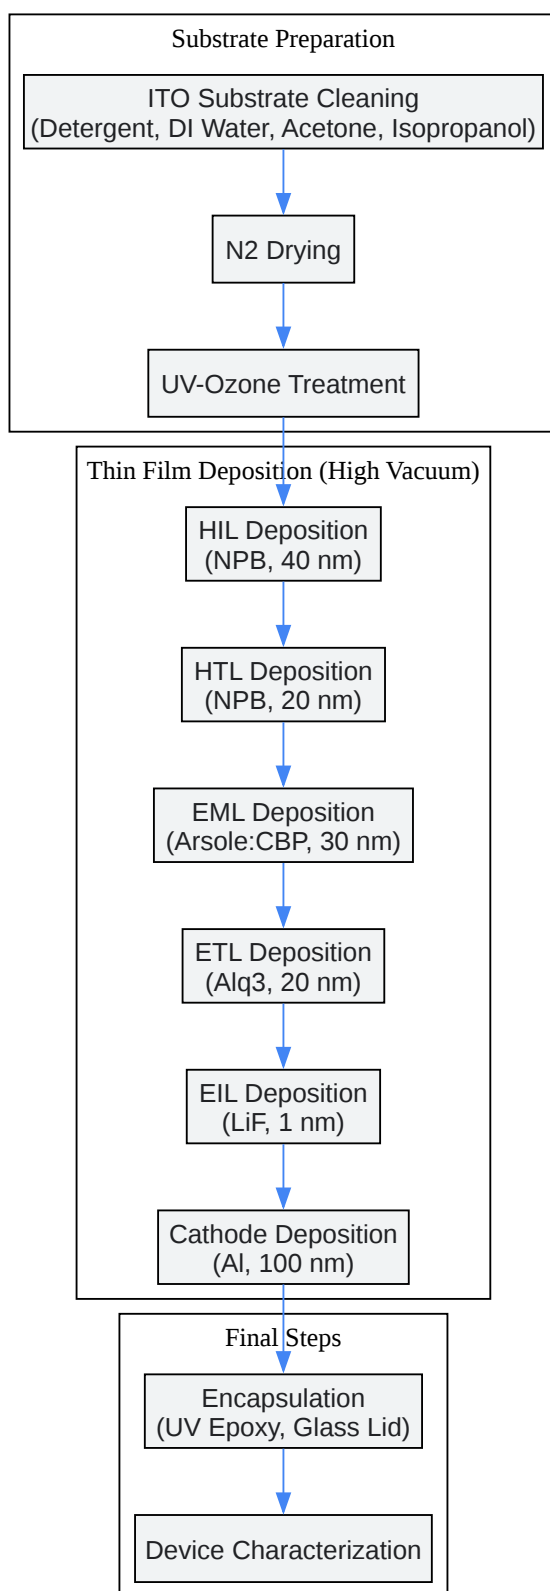 Substrate Preparation
ITO Substrate Cleaning
(Detergent, DI Water, Acetone, Isopropanol)
N2 Drying
UV-Ozone Treatment
Thin Film Deposition (High Vacuum)
HIL Deposition
(NPB, 40 nm)
HTL Deposition
(NPB, 20 nm)
EML Deposition
(Arsole:CBP, 30 nm)
ETL Deposition
(Alq3, 20 nm)
EIL Deposition
(LiF, 1 nm)
Cathode Deposition
(Al, 100 nm)
Final Steps
Encapsulation
(UV Epoxy, Glass Lid)
Device Characterization